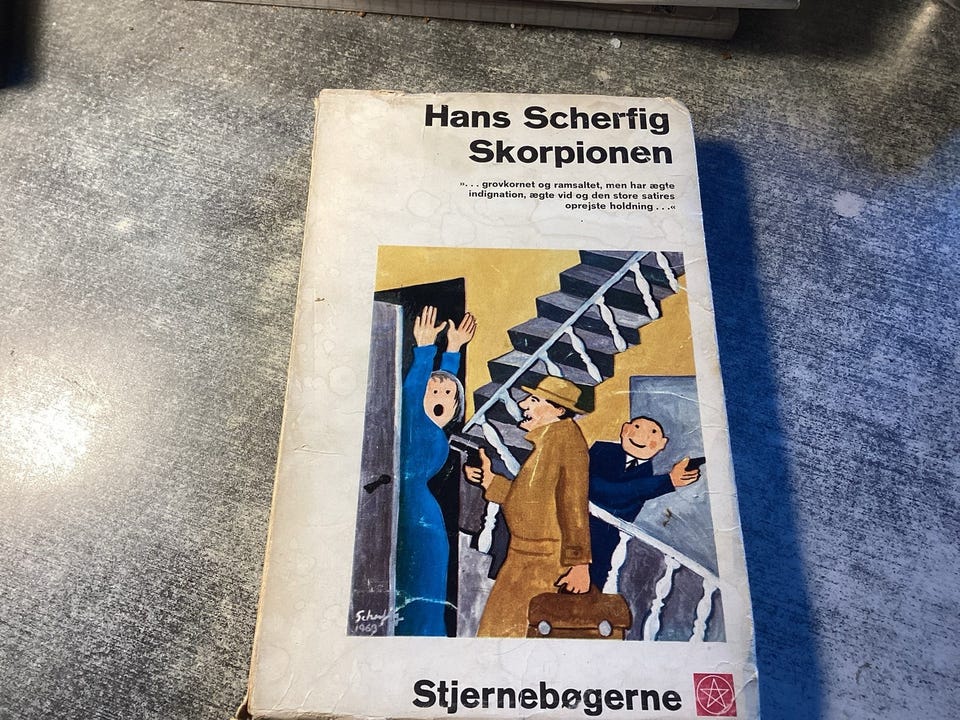 Hans Scherfig
Skorpionen
»... grovkornet og ramsaltet, men har ægte
indignation, ægte vid og den store satires
oprejste holdning ...«
Scherfig
1969
Stjernebøgerne